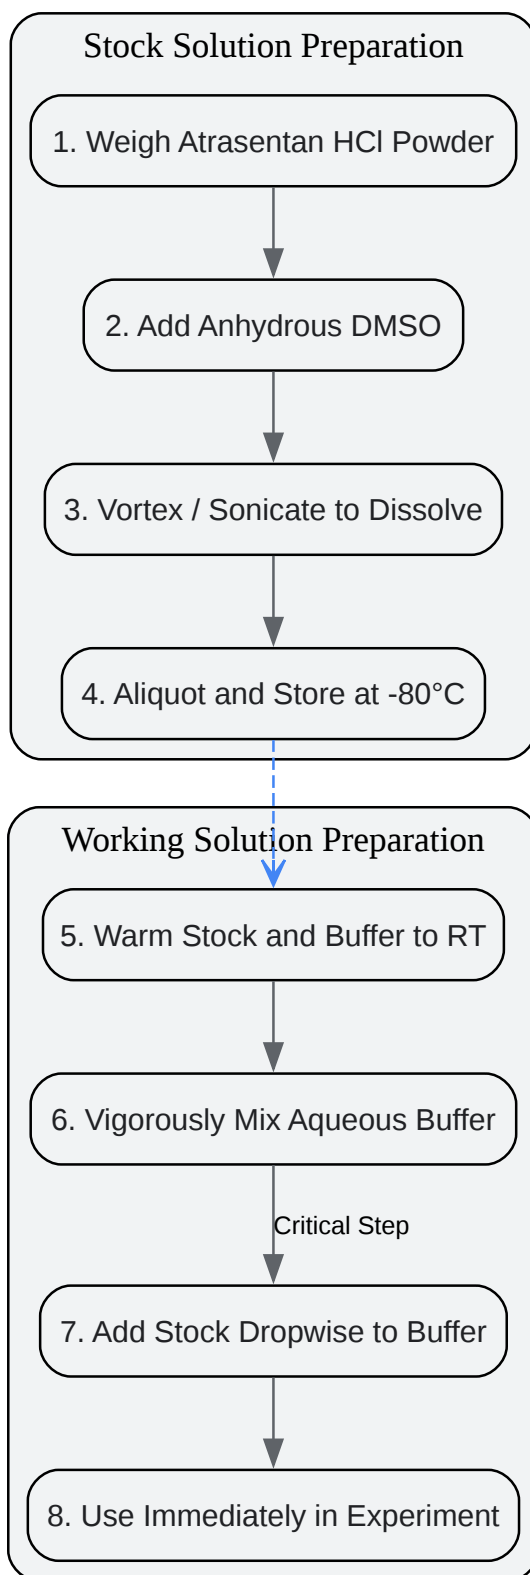 Stock Solution Preparation
1. Weigh Atrasentan HCl Powder
2. Add Anhydrous DMSO
3. Vortex / Sonicate to Dissolve
4. Aliquot and Store at -80°C
Working Solution Preparation
5. Warm Stock and Buffer to RT
6. Vigorously Mix Aqueous Buffer
Critical Step
7. Add Stock Dropwise to Buffer
8. Use Immediately in Experiment